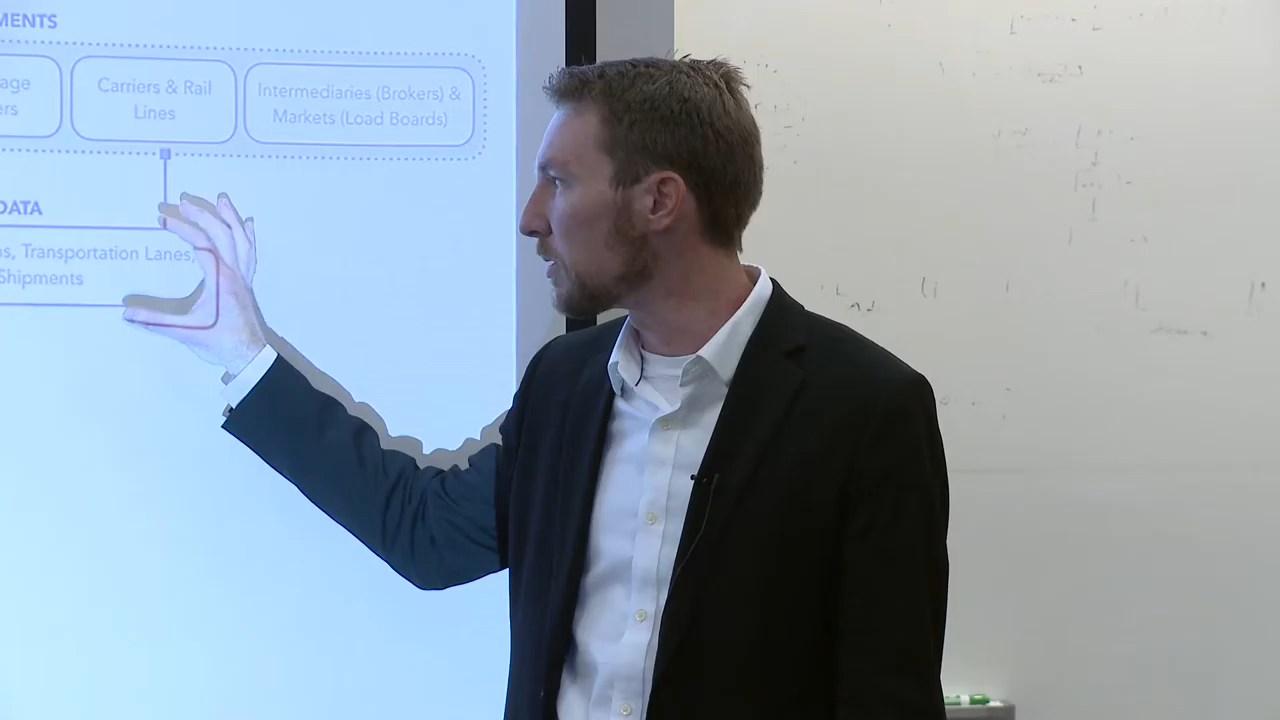 MENTS
age
ers
Carriers & Rail
Lines
Intermediaries (Brokers) &
Markets (Load Boards)
DATA
s, Transportation Lanes,
Shipments